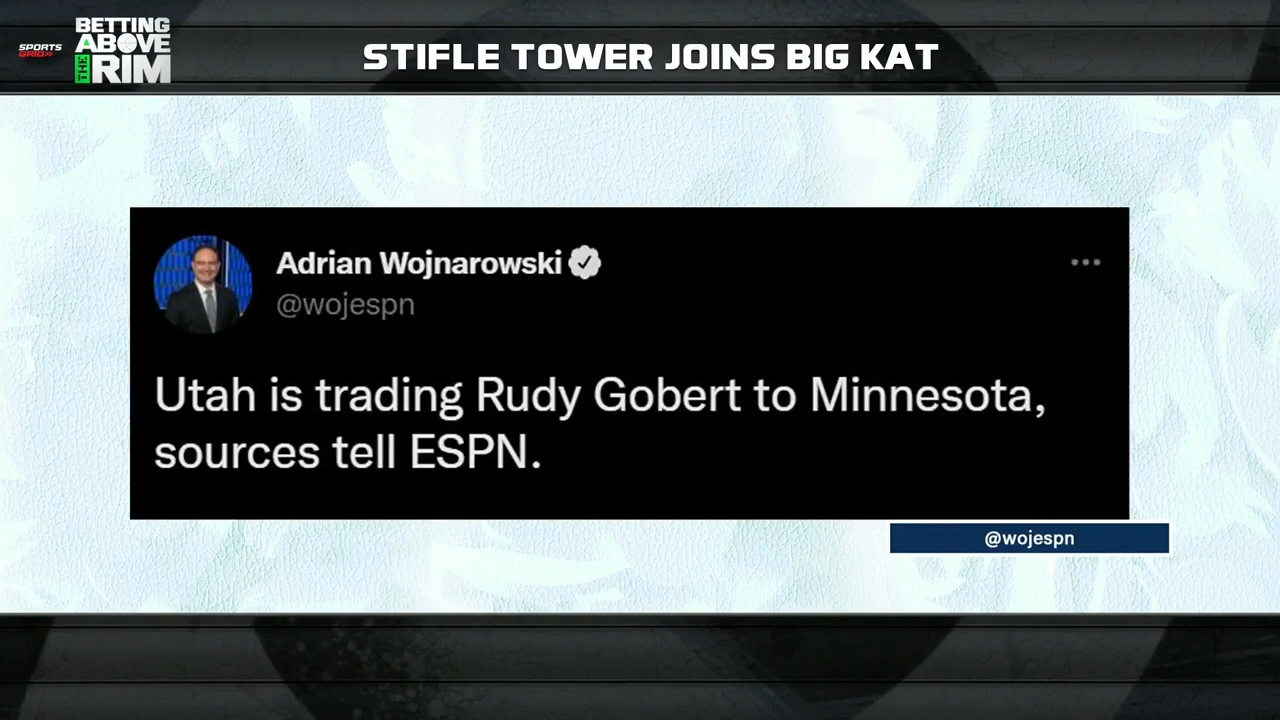 SPORTS
GRID>>
BETTING
ABOVE
THE
RIM
STIFLE TOWER JOINS BIG KAT
Adrian Wojnarowski
@wojespn
Utah is trading Rudy Gobert to Minnesota,
sources tell ESPN.
@wojespn